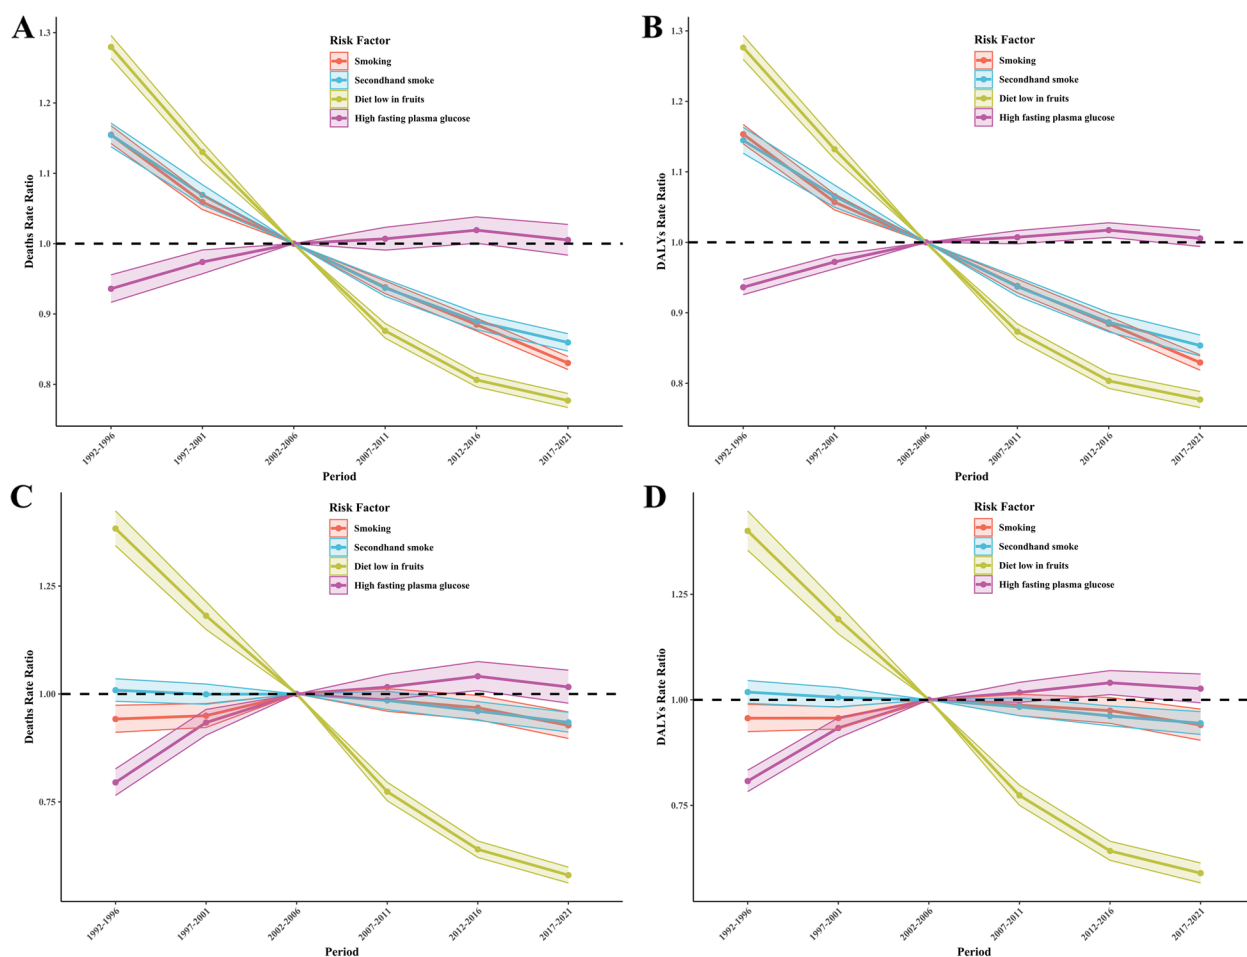 A
Deaths Rate Ratio
1.3
1.2
1.1
1.0
0.9
0.8
Risk Factor
Smoking
Secondhand smoke
Diet low in fruits
High fasting plasma glucose
1992-1996
1997-2001
2002-2006
2007-2011
2012-2016
2017-2021
Period
B
DALYs Rate Ratio
1.3
1.2
1.1
1.0
0.9
0.8
Risk Factor
Smoking
Secondhand smoke
Diet low in fruits
High fasting plasma glucose
1992-1996
1997-2001
2002-2006
2007-2011
2012-2016
2017-2021
Period
C
Deaths Rate Ratio
1.25
1.00
0.75
Risk Factor
Smoking
Secondhand smoke
Diet low in fruits
High fasting plasma glucose
1992-1996
1997-2001
2002-2006
2007-2011
2012-2016
2017-2021
Period
D
DALYs Rate Ratio
1.25
1.00
0.75
Risk Factor
Smoking
Secondhand smoke
Diet low in fruits
High fasting plasma glucose
1992-1996
1997-2001
2002-2006
2007-2011
2012-2016
2017-2021
Period